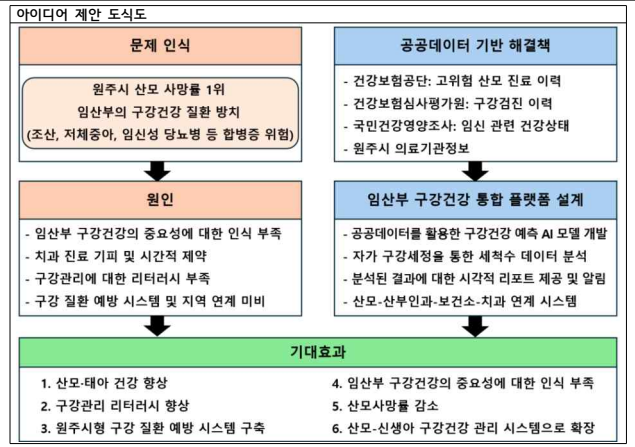 아이디어 제안 도식도
문제 인식
원주시 산모 사망률 1위
임산부의 구강건강 질환 방치
(조산, 저체중아, 임신성 당뇨병 등 합병증 위험)
원인
- 임산부 구강건강의 중요성에 대한 인식 부족
- 치과 진료 기피 및 시간적 제약
- 구강관리에 대한 리터러시 부족
- 구강 질환 예방 시스템 및 지역 연계 미비
공공데이터 기반 해결책
- 건강보험공단: 고위험 산모 진료 이력
- 건강보험심사평가원: 구강검진 이력
- 국민건강영양조사: 임신 관련 건강상태
- 원주시 의료기관정보
임산부 구강건강 통합 플랫폼 설계
- 공공데이터를 활용한 구강건강 예측 AI 모델 개발
- 자가 구강세정을 통한 세척수 데이터 분석
- 분석된 결과에 대한 시각적 리포트 제공 및 알림
- 산모-산부인과-보건소-치과 연계 시스템
기대효과
1. 산모·태아 건강 향상
2. 구강관리 리터러시 향상
3. 원주시형 구강 질환 예방 시스템 구축
4. 임산부 구강건강의 중요성에 대한 인식 부족
5. 산모사망률 감소
6. 산모-신생아 구강건강 관리 시스템으로 확장